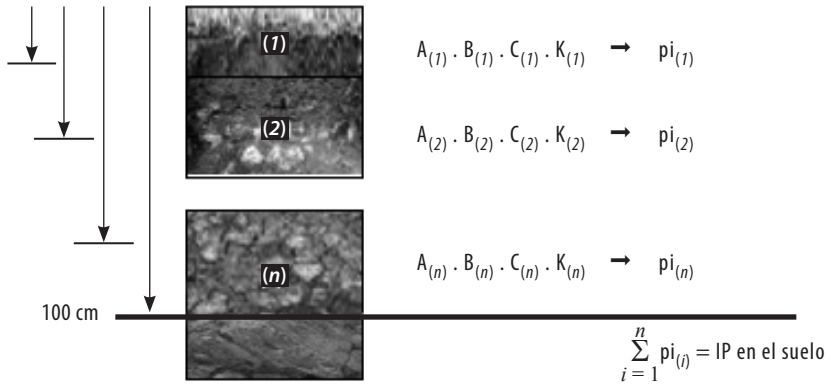 (1) A(1) . B(1) . C(1) . K(1) → pi(1)
(2) A(2) . B(2) . C(2) . K(2) → pi(2)
(n) A(n) . B(n) . C(n) . K(n) → pi(n)
100 cm
n
∑ pi(i) = IP en el suelo
i = 1